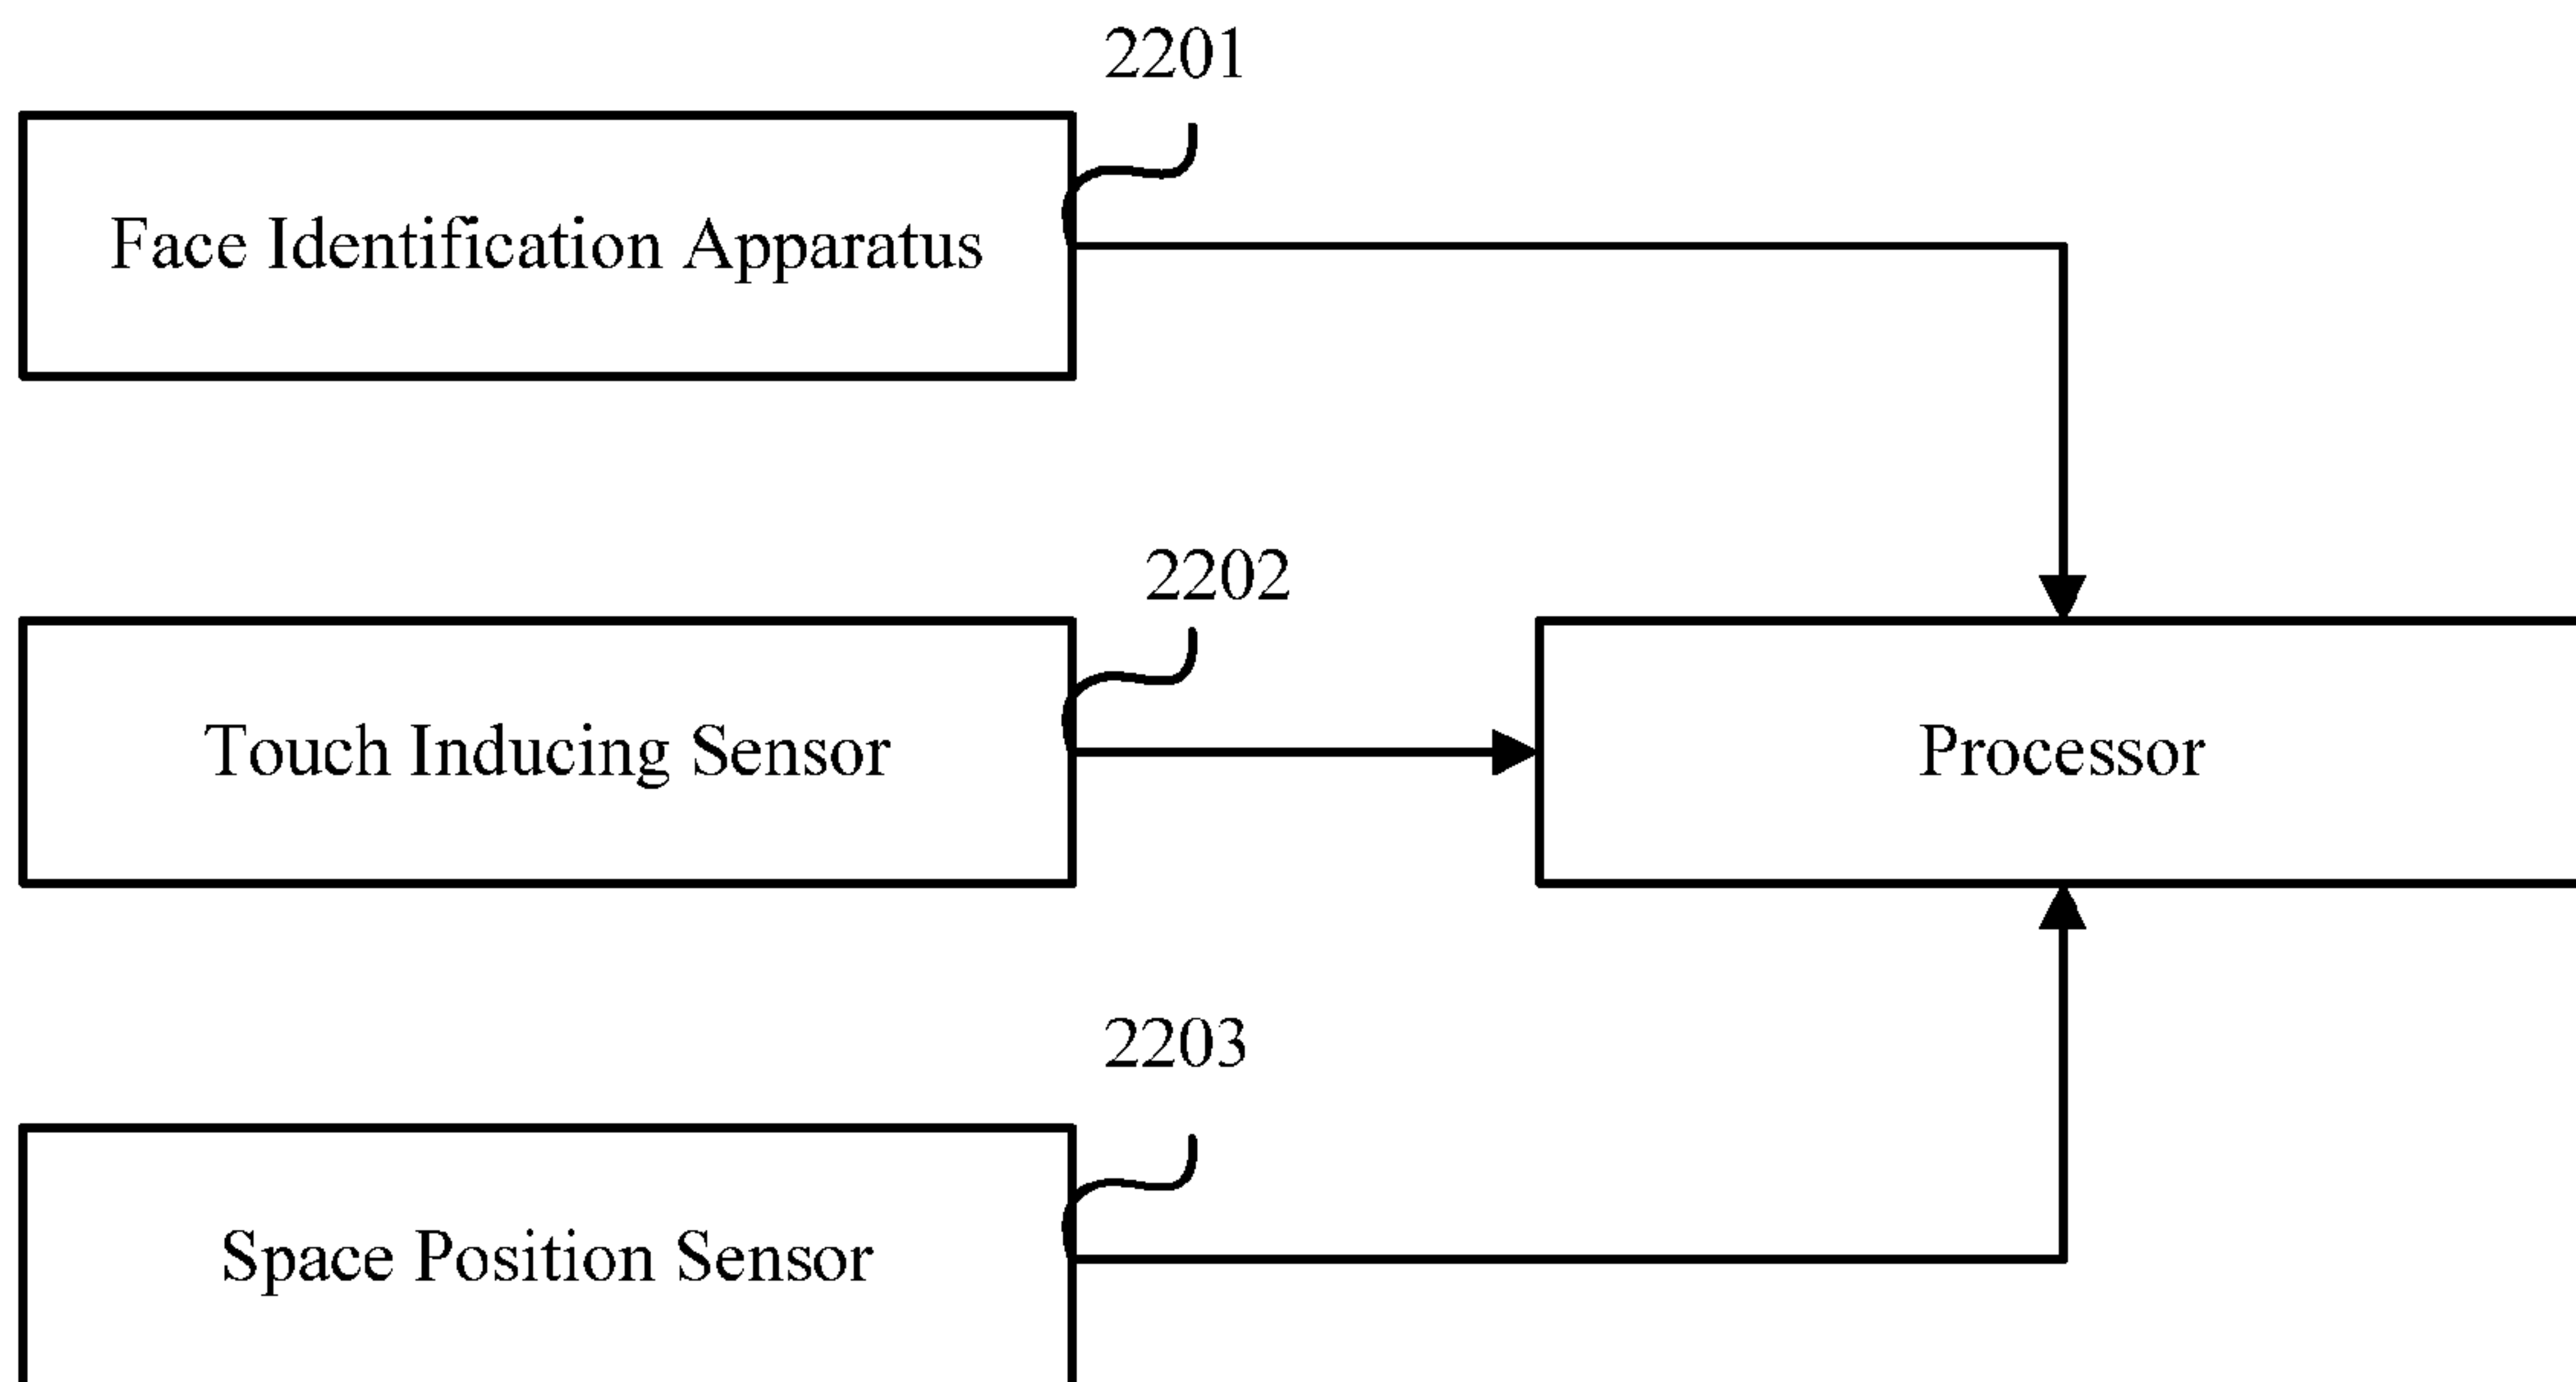 2201
Face Identification Apparatus
2202
Touch Inducing Sensor
Processor
2203
Space Position Sensor